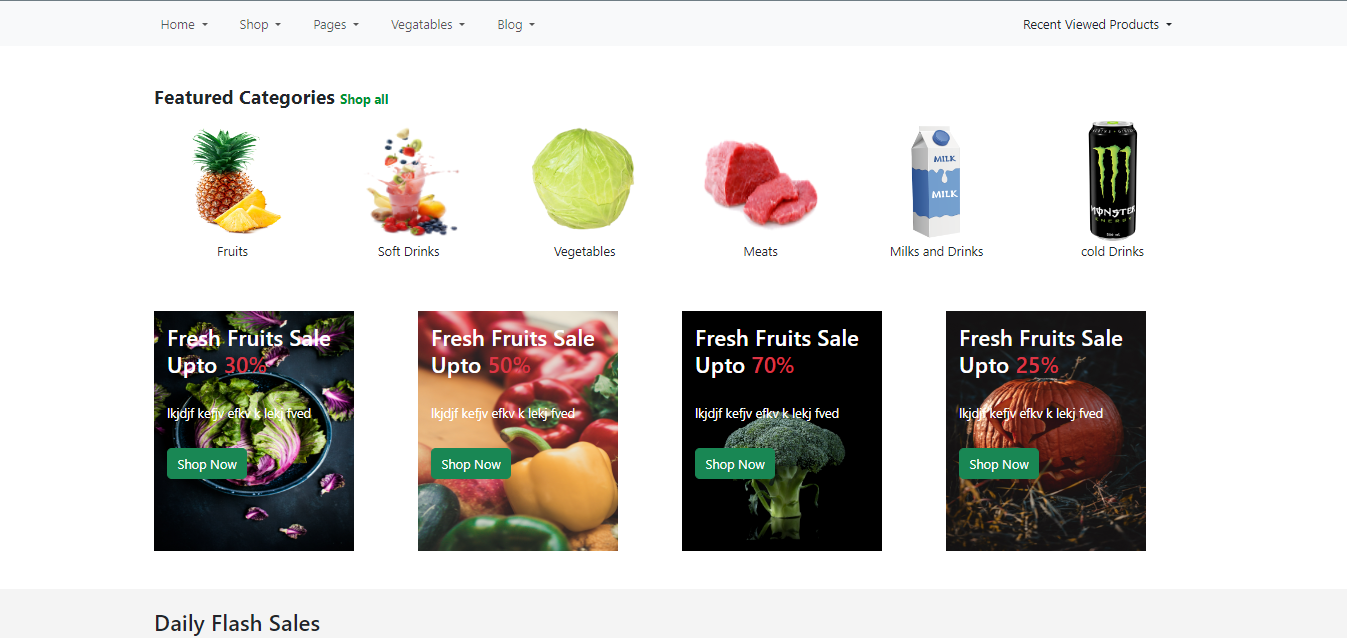 Home Shop Pages Vegatables Blog Recent Viewed Products
Featured Categories Shop all
MILK
MILK
MONSTER
ENERGY
Fruits Soft Drinks Vegetables Meats Milks and Drinks cold Drinks
Fresh Fruits Sale
Upto 30%
lkjdjf kefjv efkv k lekj fved
Shop Now
Fresh Fruits Sale
Upto 50%
lkjdjf kefjv efkv k lekj fved
Shop Now
Fresh Fruits Sale
Upto 70%
lkjdjf kefjv efkv k lekj fved
Shop Now
Fresh Fruits Sale
Upto 25%
lkjdjf kefjv efkv k lekj fved
Shop Now
Daily Flash Sales